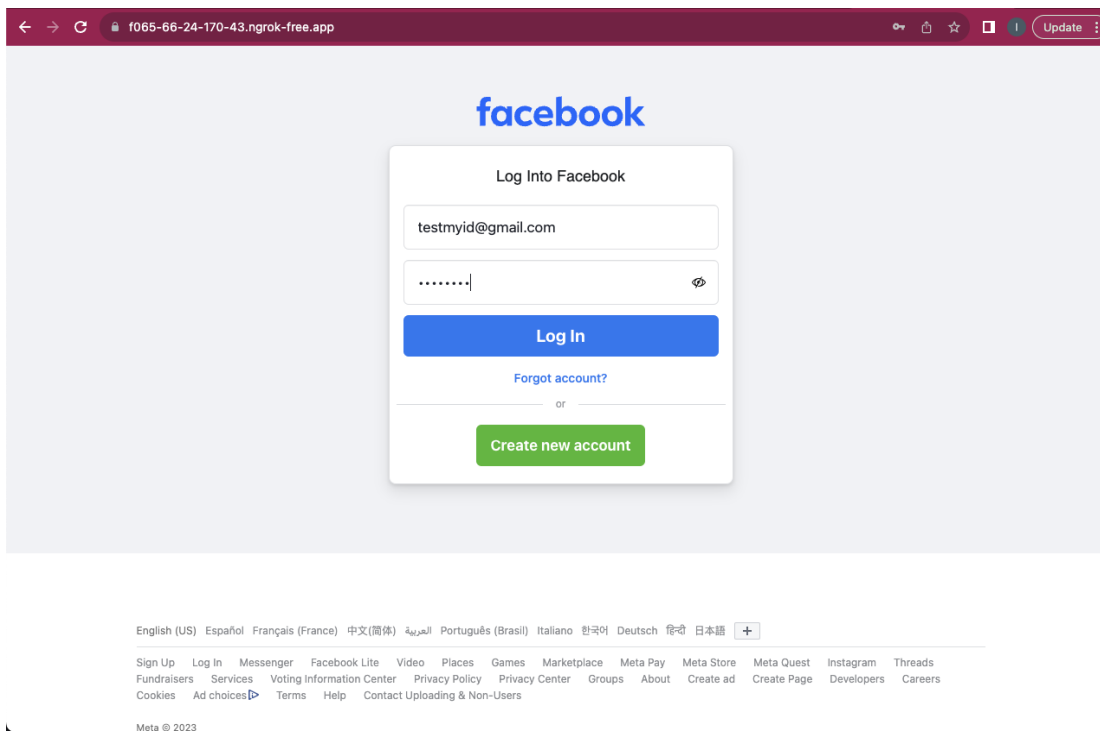 f065-66-24-170-43.ngrok-free.app
I
Update
facebook
Log Into Facebook
testmyid@gmail.com
••••••••
Log In
Forgot account?
or
Create new account
English (US) Español Français (France) 中文(简体) العربية Português (Brasil) Italiano 한국어 Deutsch हिन्दी 日本語 +
Sign Up Log In Messenger Facebook Lite Video Places Games Marketplace Meta Pay Meta Store Meta Quest Instagram Threads
Fundraisers Services Voting Information Center Privacy Policy Privacy Center Groups About Create ad Create Page Developers Careers
Cookies Ad choices Terms Help Contact Uploading & Non-Users
Meta © 2023